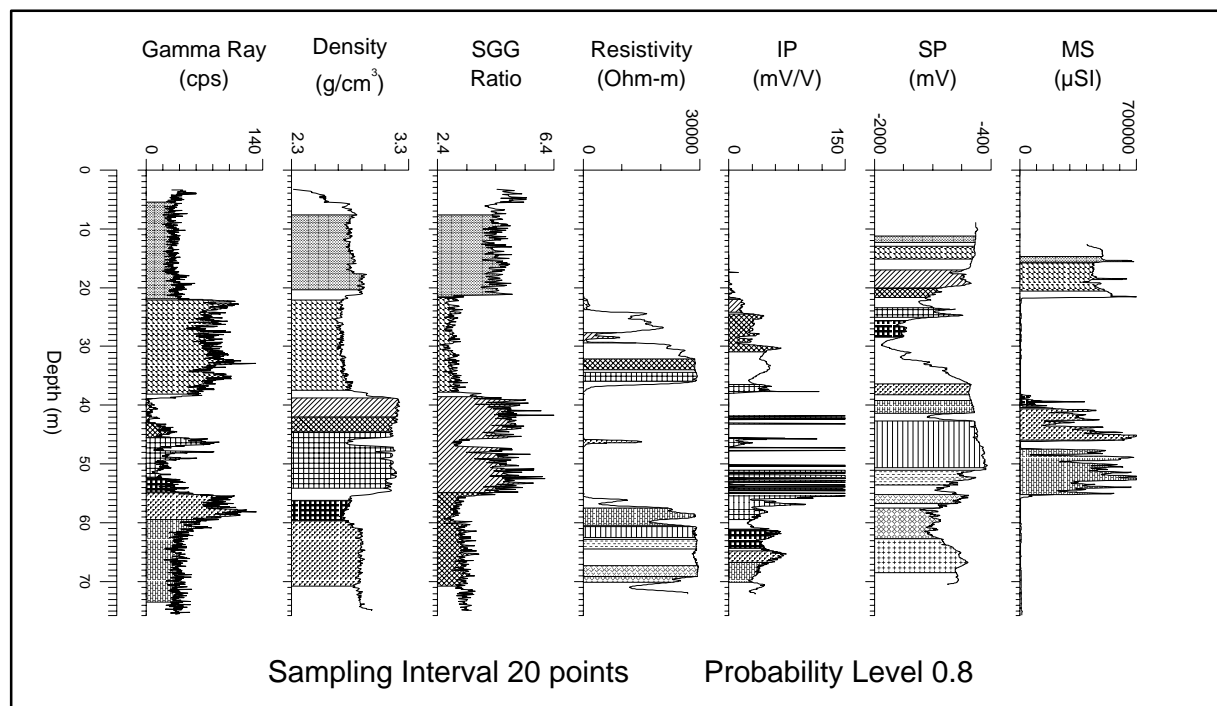 Gamma Ray Density SGG Resistivity IP SP MS
(cps) (g/cm³) Ratio (Ohm-m) (mV/V) (mV) (µSI)
0 140 2.3 3.3 2.4 6.4 0 30000 0 150 -2000 -400 0 700000
0
10
20
30
40
50
60
70
Depth (m)
Sampling Interval 20 points Probability Level 0.8